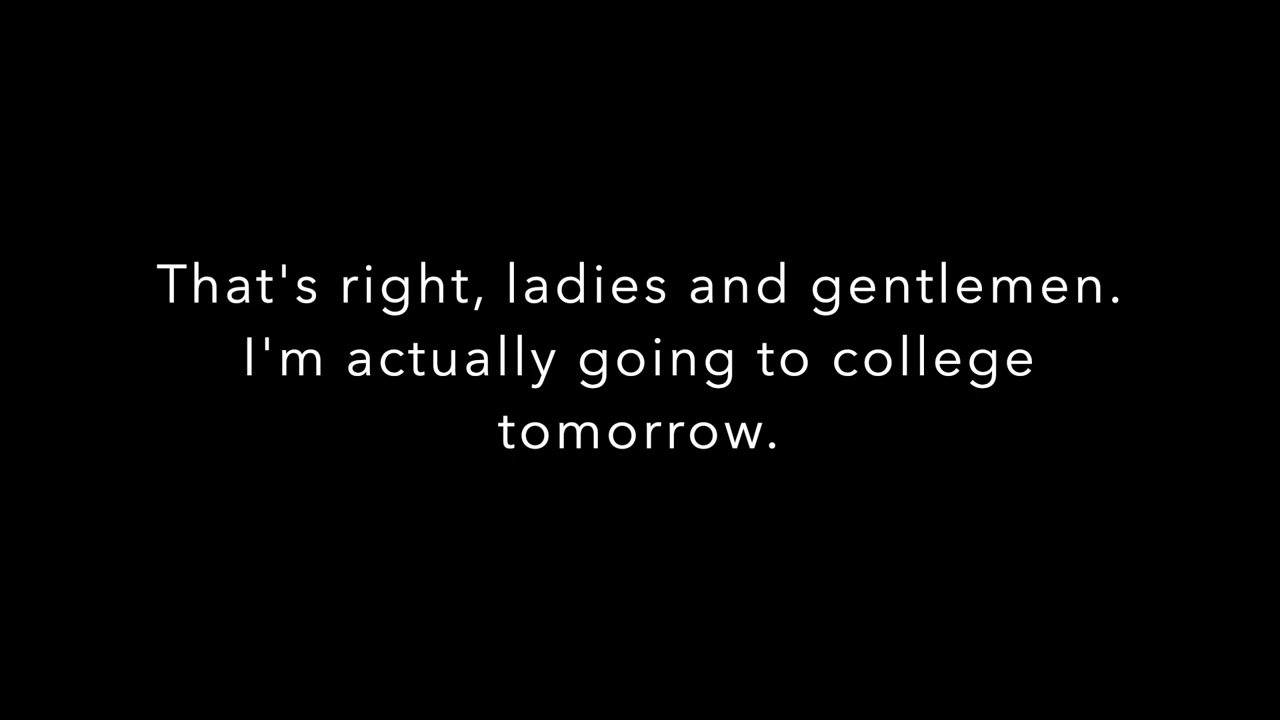 That's right, ladies and gentlemen.
I'm actually going to college
tomorrow.